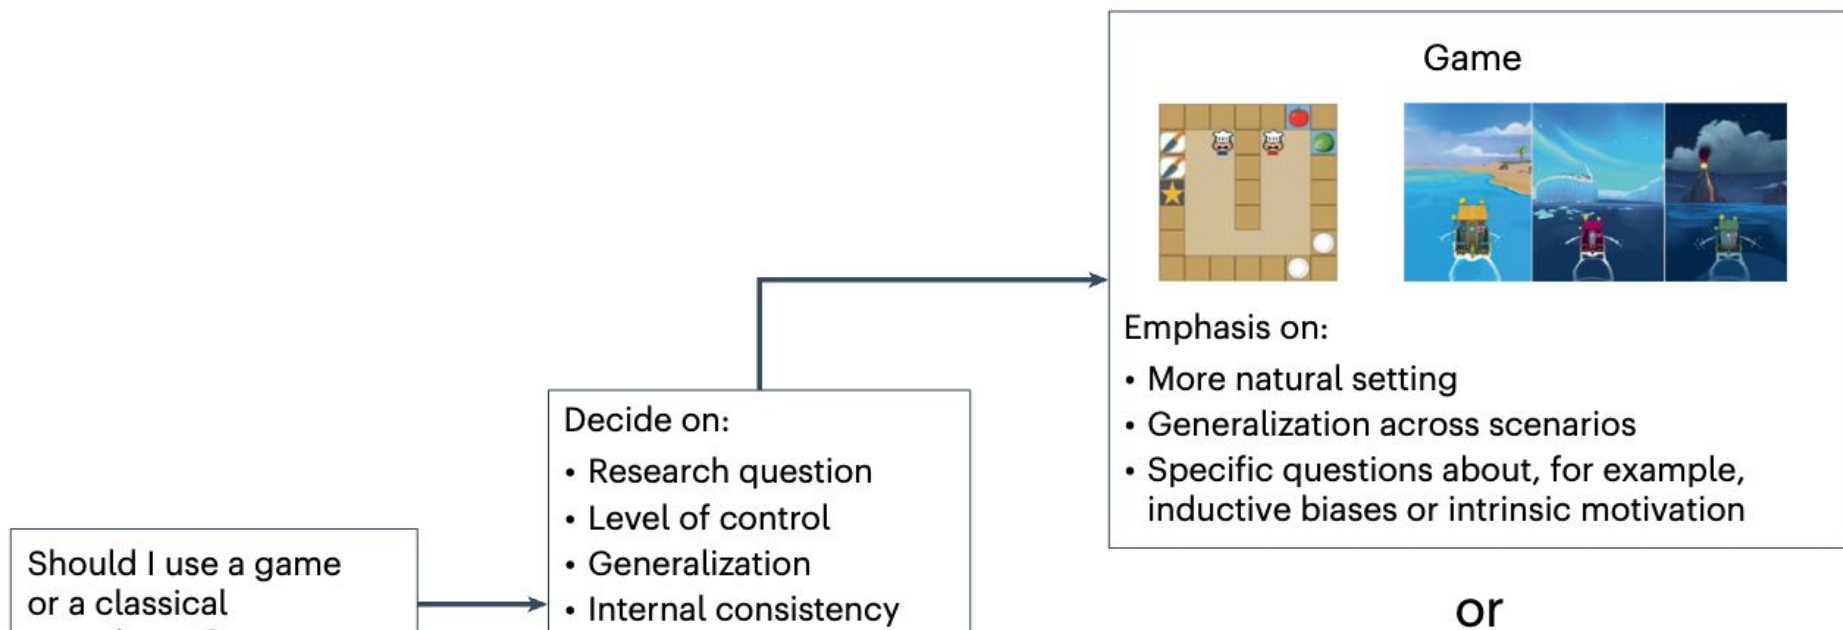 Should I use a game
or a classical
Decide on:
• Research question
• Level of control
• Generalization
• Internal consistency
Game
Emphasis on:
• More natural setting
• Generalization across scenarios
• Specific questions about, for example,
inductive biases or intrinsic motivation
or